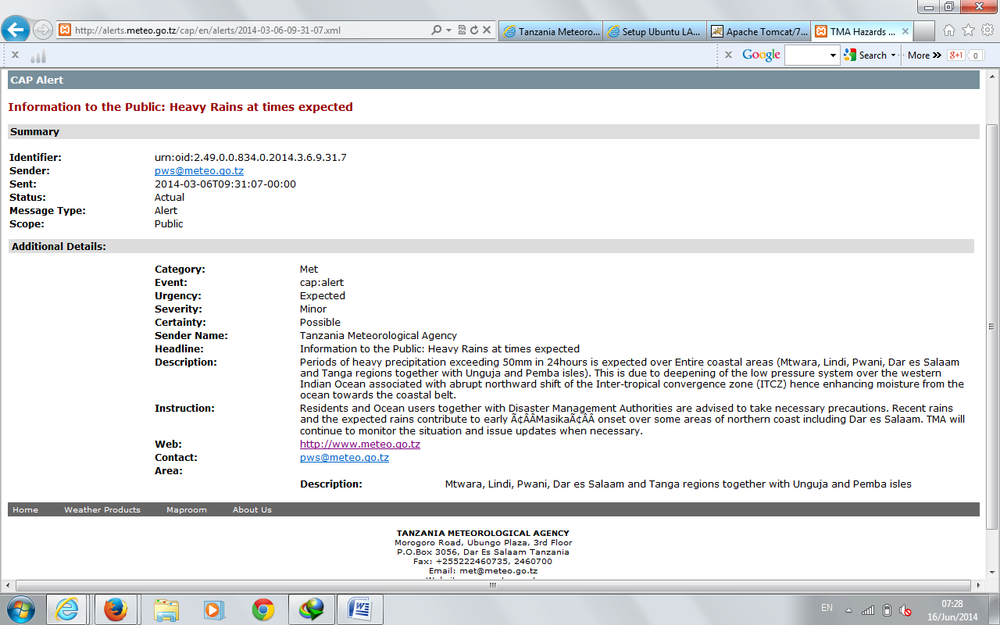 http://alerts.meteo.go.tz/cap/en/alerts/2014-03-06-09-31-07.xml
Tanzania Meteoro... Setup Ubuntu LA... Apache Tomcat/7... TMA Hazards ...
Google Search More 8+1 0
CAP Alert
Information to the Public: Heavy Rains at times expected
Summary
Identifier: urn:oid:2.49.0.0.834.0.2014.3.6.9.31.7
Sender: pws@meteo.go.tz
Sent: 2014-03-06T09:31:07-00:00
Status: Actual
Message Type: Alert
Scope: Public
Additional Details:
Category: Met
Event: cap:alert
Urgency: Expected
Severity: Minor
Certainty: Possible
Sender Name: Tanzania Meteorological Agency
Headline: Information to the Public: Heavy Rains at times expected
Description: Periods of heavy precipitation exceeding 50mm in 24hours is expected over Entire coastal areas (Mtwara, Lindi, Pwani, Dar es Salaam
and Tanga regions together with Unguja and Pemba isles). This is due to deepening of the low pressure system over the western
Indian Ocean associated with abrupt northward shift of the Inter-tropical convergence zone (ITCZ) hence enhancing moisture from the
ocean towards the coastal belt.
Instruction: Residents and Ocean users together with Disaster Management Authorities are advised to take necessary precautions. Recent rains
and the expected rains contribute to early Ã¢ÂÂMasikaÃ¢ÂÂ onset over some areas of northern coast including Dar es Salaam. TMA will
continue to monitor the situation and issue updates when necessary.
Web: http://www.meteo.go.tz
Contact: pws@meteo.go.tz
Area:
Description: Mtwara, Lindi, Pwani, Dar es Salaam and Tanga regions together with Unguja and Pemba isles
Home Weather Products Maproom About Us
TANZANIA METEOROLOGICAL AGENCY
Morogoro Road, Ubungo Plaza, 3rd Floor
P.O.Box 3056, Dar Es Salaam Tanzania
Fax: +255222460735, 2460700
Email: met@meteo.go.tz
EN 07:28
16/Jun/2014